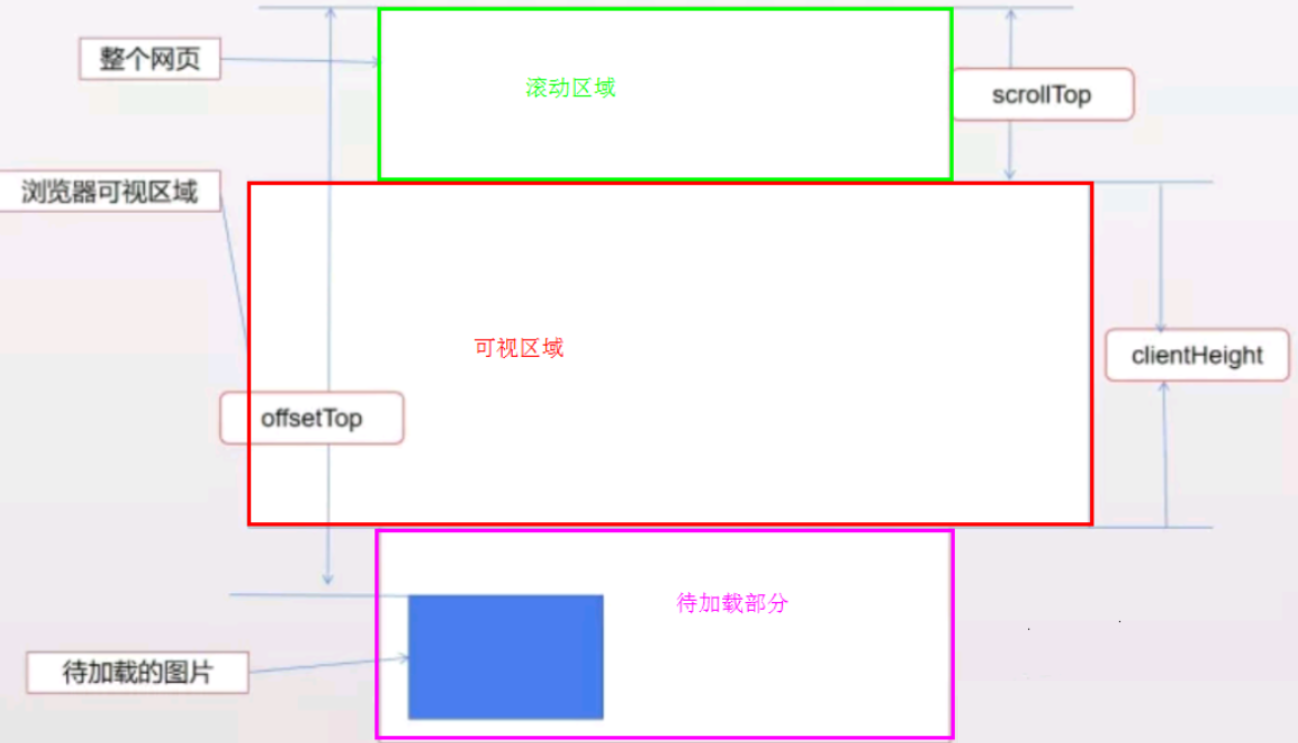 整个网页
滚动区域
scrollTop
浏览器可视区域
可视区域
clientHeight
offsetTop
待加载部分
待加载的图片